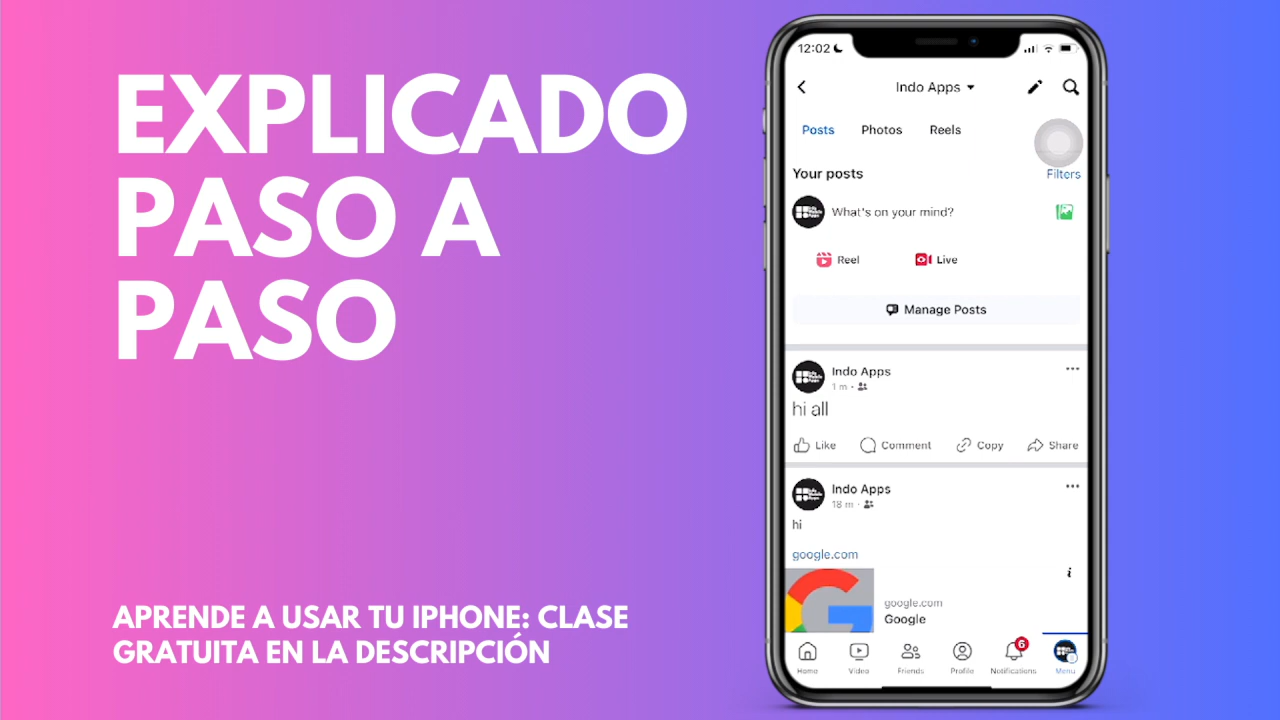 EXPLICADO
PASO A
PASO
APRENDE A USAR TU IPHONE: CLASE
GRATUITA EN LA DESCRIPCIÓN
12:02
Indo Apps
Posts Photos Reels
Your posts Filters
What's on your mind?
Reel Live
Manage Posts
Indo Apps
1 m
hi all
Like Comment Copy Share
Indo Apps
18 m
hi
google.com
google.com
Google
6
Home Video Friends Profile Notifications Menu